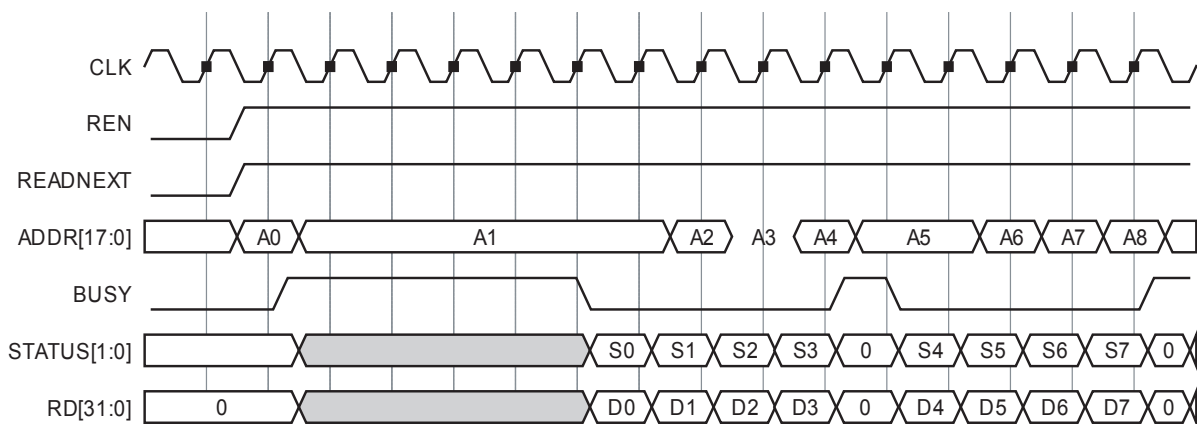 CLK
REN
READNEXT
ADDR[17:0] A0 A1 A2 A3 A4 A5 A6 A7 A8
BUSY
STATUS[1:0] S0 S1 S2 S3 0 S4 S5 S6 S7 0
RD[31:0] 0 D0 D1 D2 D3 0 D4 D5 D6 D7 0